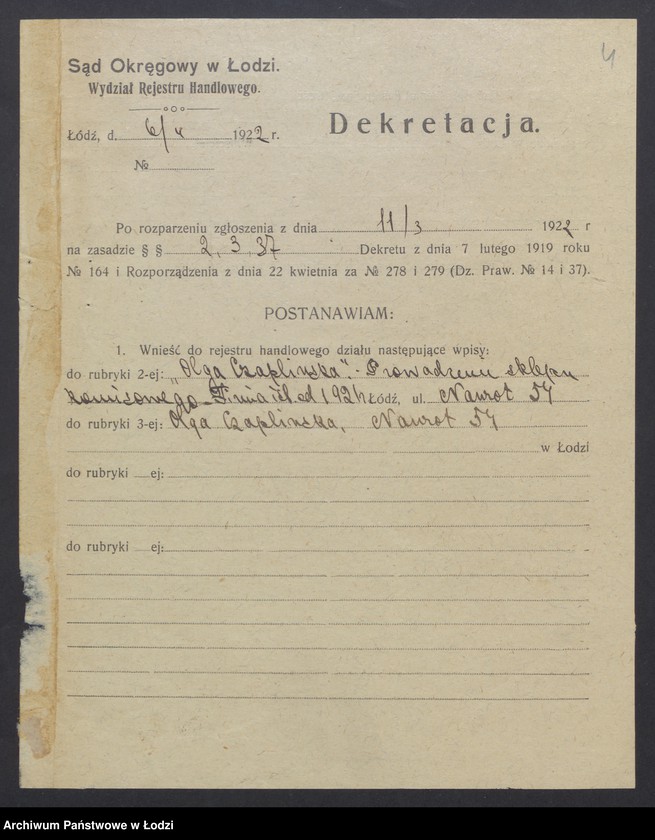 4
Sąd Okręgowy w Łodzi.
Wydział Rejestru Handlowego.
Dekretacja.
Łódź, d. 6/V 1922 r.
№
Po rozparzeniu zgłoszenia z dnia 11/3 1922 r
na zasadzie § § 2, 3, 37 Dekretu z dnia 7 lutego 1919 roku
№ 164 i Rozporządzenia z dnia 22 kwietnia za № 278 i 279 (Dz. Praw. № 14 i 37).
POSTANAWIAM:
1. Wnieść do rejestru handlowego działu następujące wpisy:
do rubryki 2-ej: „Olga Czaplinska". Prowadzenie sklepu
komisowego. Firma istn. od Łódź, ul. Nawrot 54
do rubryki 3-ej: Olga Czaplinska, Nawrot 54
w Łodzi
do rubryki ej:
do rubryki ej:
Archiwum Państwowe w Łodzi